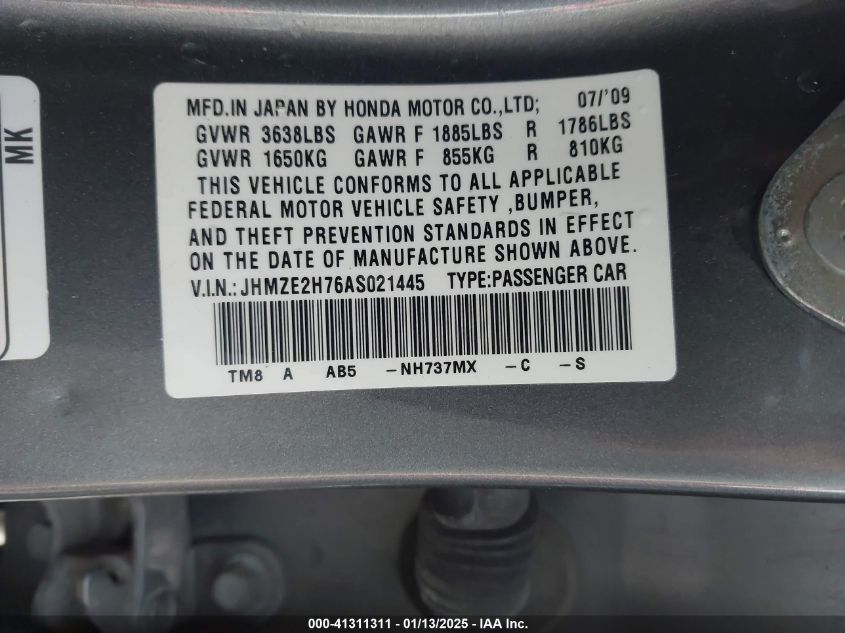 MK
MFD.IN JAPAN BY HONDA MOTOR CO.,LTD; 07/'09
GVWR 3638LBS GAWR F 1885LBS R 1786LBS
GVWR 1650KG GAWR F 855KG R 810KG
THIS VEHICLE CONFORMS TO ALL APPLICABLE
FEDERAL MOTOR VEHICLE SAFETY ,BUMPER,
AND THEFT PREVENTION STANDARDS IN EFFECT
ON THE DATE OF MANUFACTURE SHOWN ABOVE.
V.I.N.: JHMZE2H76AS021445 TYPE:PASSENGER CAR
TM8 A AB5 -NH737MX -C -S
000-41311311 - 01/13/2025 - IAA Inc.